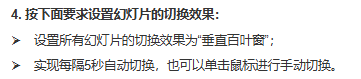 4. 按下面要求设置幻灯片的切换效果：
➢ 设置所有幻灯片的切换效果为“垂直百叶窗”；
➢ 实现每隔5秒自动切换，也可以单击鼠标进行手动切换。